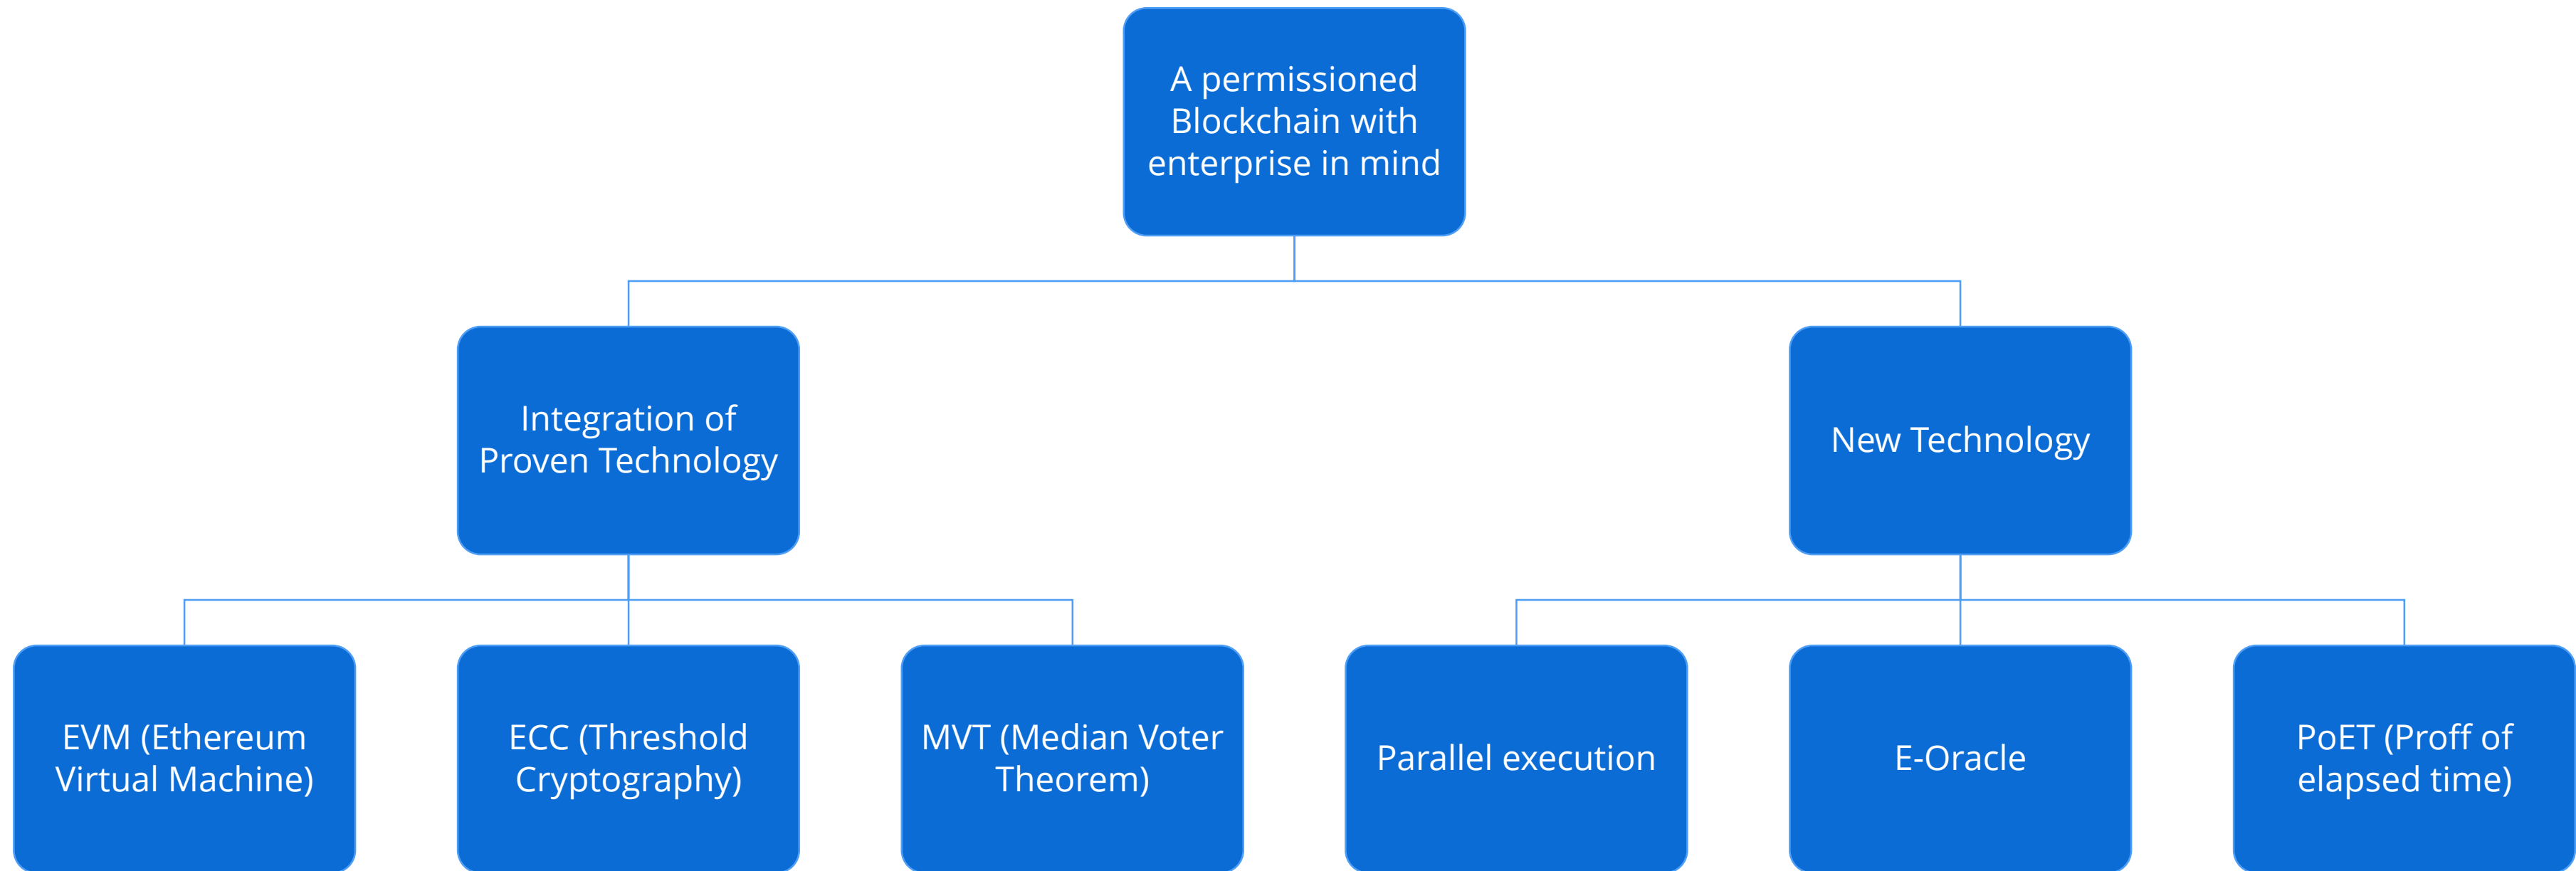 A permissioned
Blockchain with
enterprise in mind
Integration of
Proven Technology
New Technology
EVM (Ethereum
Virtual Machine)
ECC (Threshold
Cryptography)
MVT (Median Voter
Theorem)
Parallel execution
E-Oracle
PoET (Proff of
elapsed time)